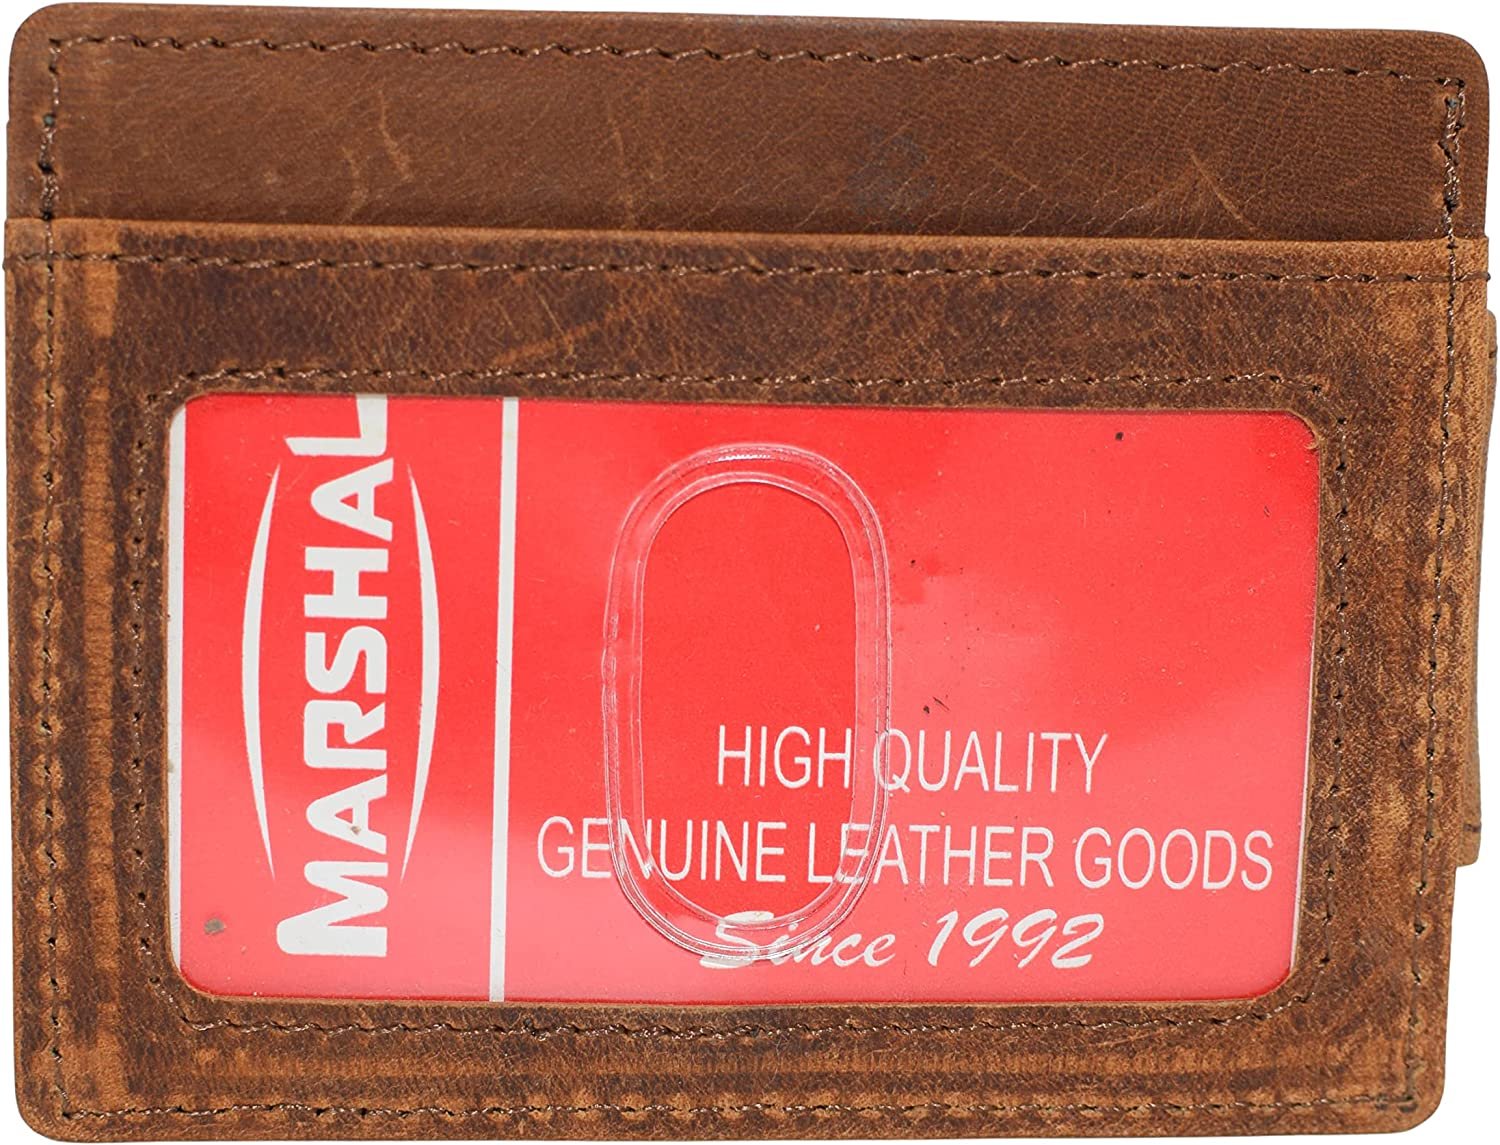 MARSHAL
HIGH QUALITY
GENUINE LEATHER GOODS
Since 1992